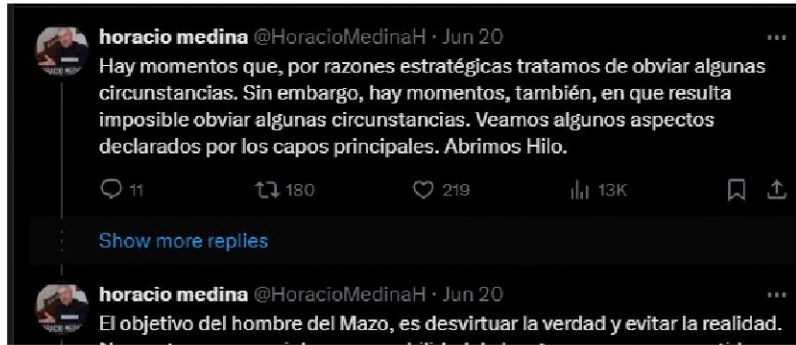 horacio medina @HoracioMedinaH · Jun 20
Hay momentos que, por razones estratégicas tratamos de obviar algunas
circunstancias. Sin embargo, hay momentos, también, en que resulta
imposible obviar algunas circunstancias. Veamos algunos aspectos
declarados por los capos principales. Abrimos Hilo.
11 180 219 13K
Show more replies
horacio medina @HoracioMedinaH · Jun 20
El objetivo del hombre del Mazo, es desvirtuar la verdad y evitar la realidad.